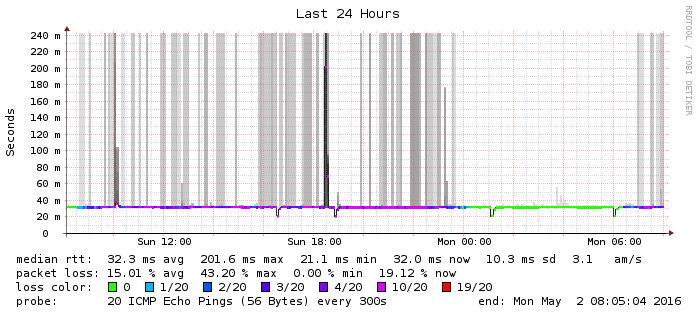 Last 24 Hours
RRDTOOL / TOBI OETIKER
Seconds
240 m
220 m
200 m
180 m
160 m
140 m
120 m
100 m
80 m
60 m
40 m
20 m
0
Sun 12:00 Sun 18:00 Mon 00:00 Mon 06:00
median rtt: 32.3 ms avg 201.6 ms max 21.1 ms min 32.0 ms now 10.3 ms sd 3.1 am/s
packet loss: 15.01 % avg 43.20 % max 0.00 % min 19.12 % now
loss color: 0 1/20 2/20 3/20 4/20 10/20 19/20
probe: 20 ICMP Echo Pings (56 Bytes) every 300s end: Mon May 2 08:05:04 2016